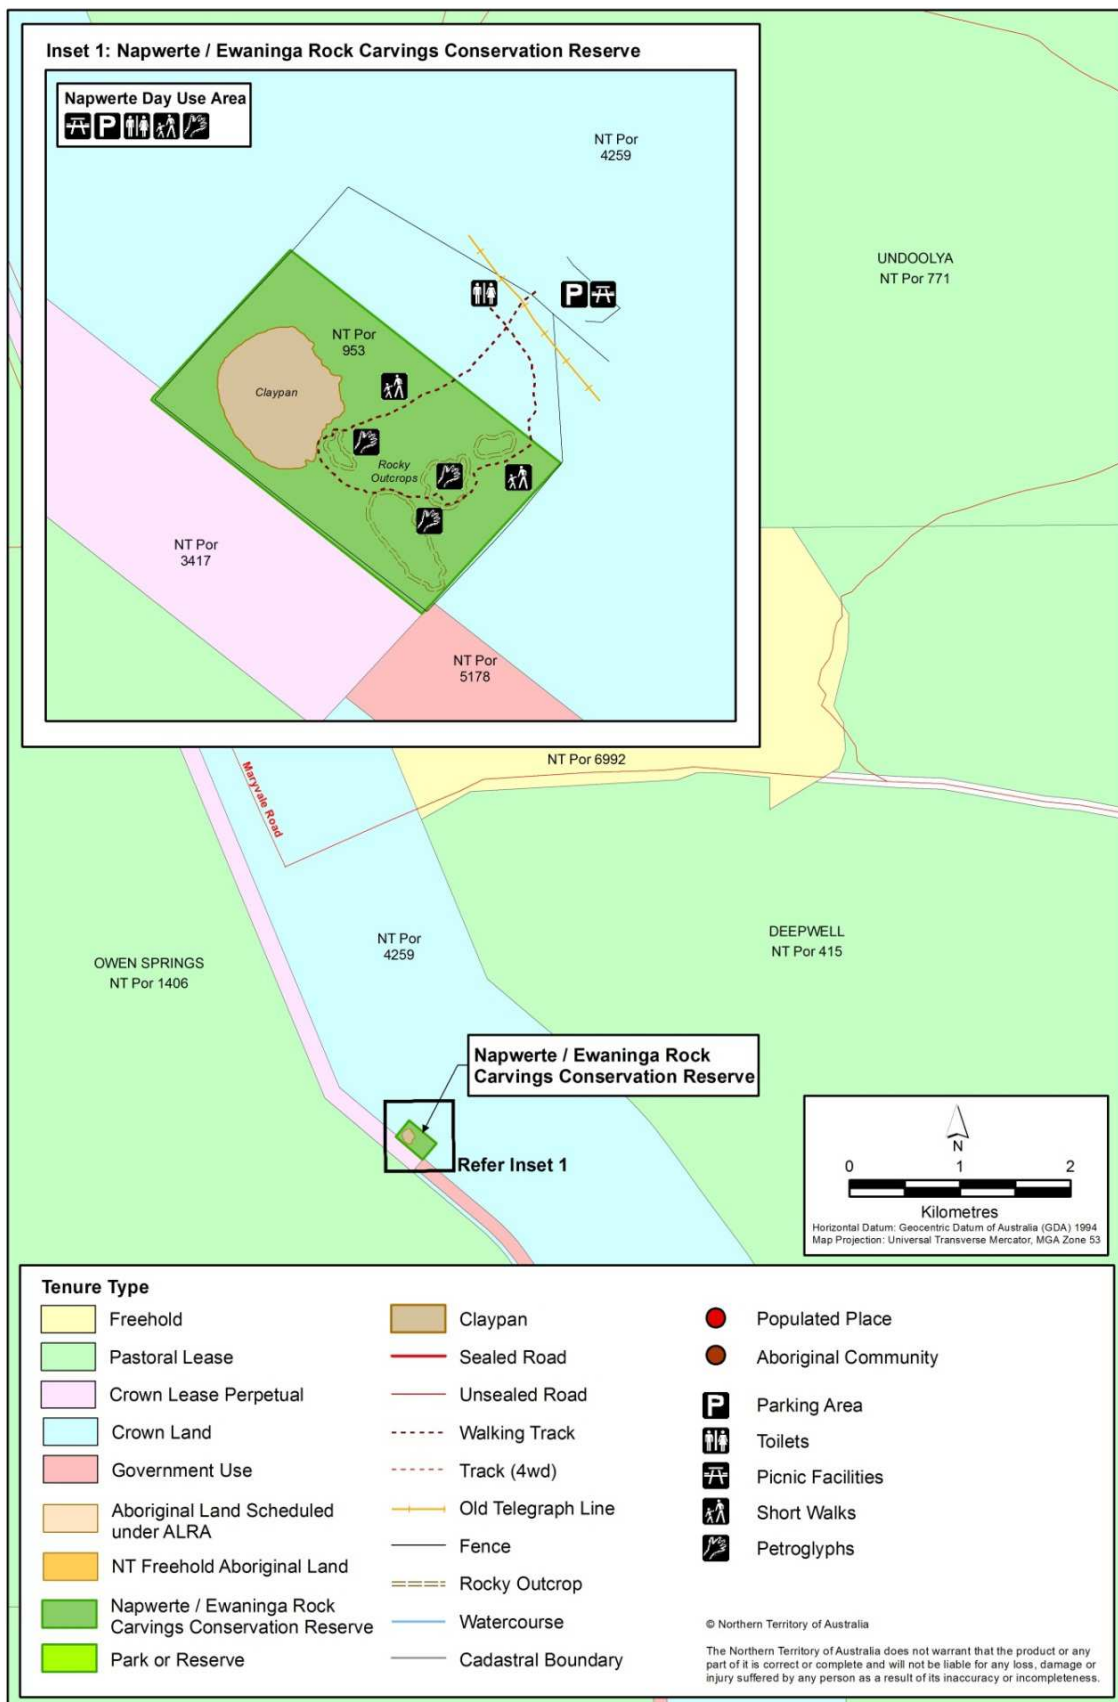 Inset 1: Napwerte / Ewaninga Rock Carvings Conservation Reserve
Napwerte Day Use Area
P
NT Por
4259
UNDOOLYA
NT Por 771
P
NT Por
953
Claypan
Rocky
Outcrops
NT Por
3417
NT Por
5178
NT Por 6992
Maryvale Road
NT Por
4259
DEEPWELL
NT Por 415
OWEN SPRINGS
NT Por 1406
Napwerte / Ewaninga Rock
Carvings Conservation Reserve
Refer Inset 1
N
0 1 2
Kilometres
Horizontal Datum: Geocentric Datum of Australia (GDA) 1994
Map Projection: Universal Transverse Mercator, MGA Zone 53
Tenure Type
Freehold
Pastoral Lease
Crown Lease Perpetual
Crown Land
Government Use
Aboriginal Land Scheduled
under ALRA
NT Freehold Aboriginal Land
Napwerte / Ewaninga Rock
Carvings Conservation Reserve
Park or Reserve
Claypan
Sealed Road
Unsealed Road
Walking Track
Track (4wd)
Old Telegraph Line
Fence
Rocky Outcrop
Watercourse
Cadastral Boundary
Populated Place
Aboriginal Community
P Parking Area
Toilets
Picnic Facilities
Short Walks
Petroglyphs
© Northern Territory of Australia
The Northern Territory of Australia does not warrant that the product or any
part of it is correct or complete and will not be liable for any loss, damage or
injury suffered by any person as a result of its inaccuracy or incompleteness.